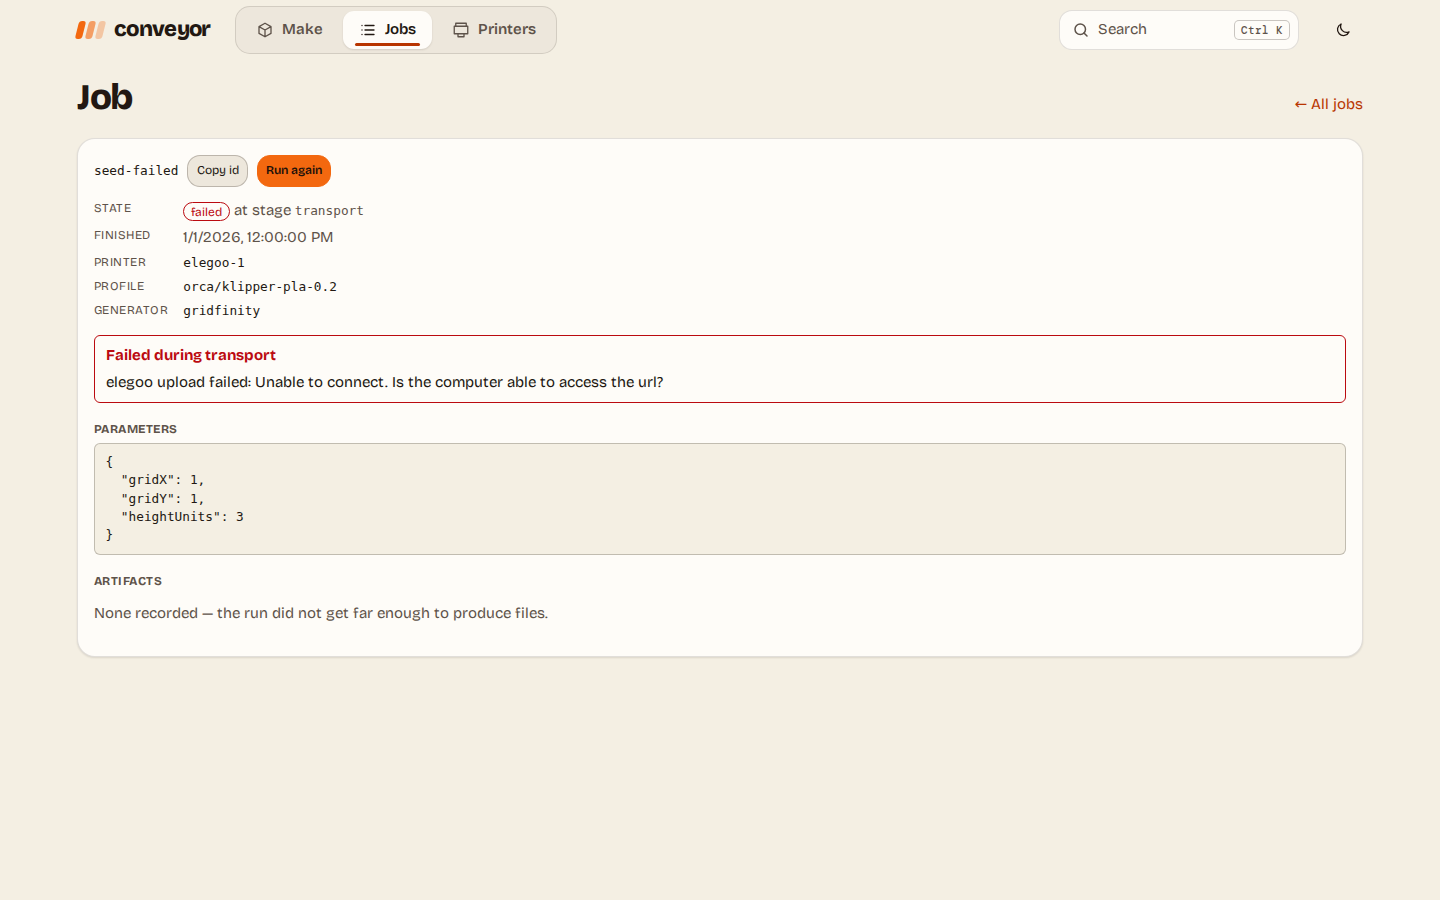 conveyor
Make
Jobs
Printers
Search
Ctrl K
Job
← All jobs
seed-failed
Copy id
Run again
STATE
failed at stage transport
FINISHED
1/1/2026, 12:00:00 PM
PRINTER
elegoo-1
PROFILE
orca/klipper-pla-0.2
GENERATOR
gridfinity
Failed during transport
elegoo upload failed: Unable to connect. Is the computer able to access the url?
PARAMETERS
{
"gridX": 1,
"gridY": 1,
"heightUnits": 3
}
ARTIFACTS
None recorded — the run did not get far enough to produce files.